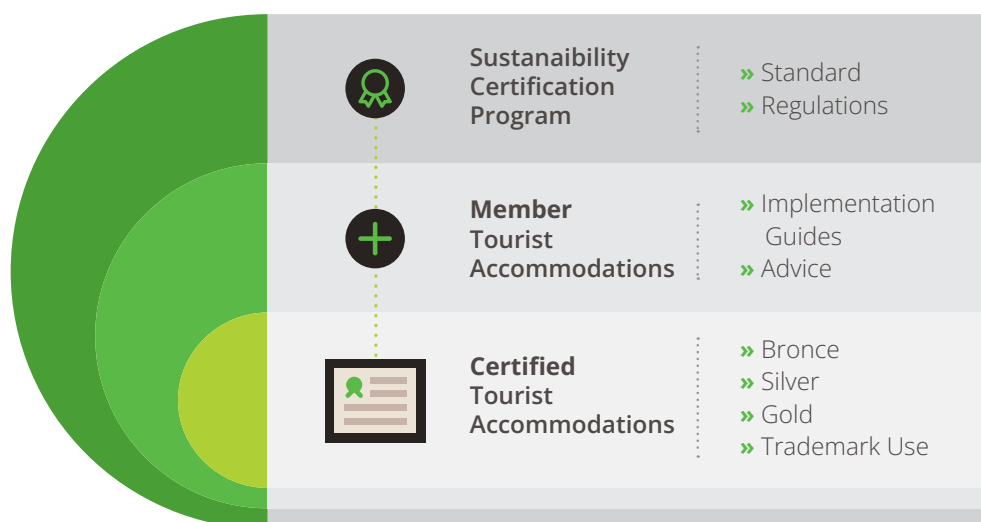 Sustanaibility
Certification
Program
» Standard
» Regulations
Member
Tourist
Accommodations
» Implementation
Guides
» Advice
Certified
Tourist
Accommodations
» Bronce
» Silver
» Gold
» Trademark Use